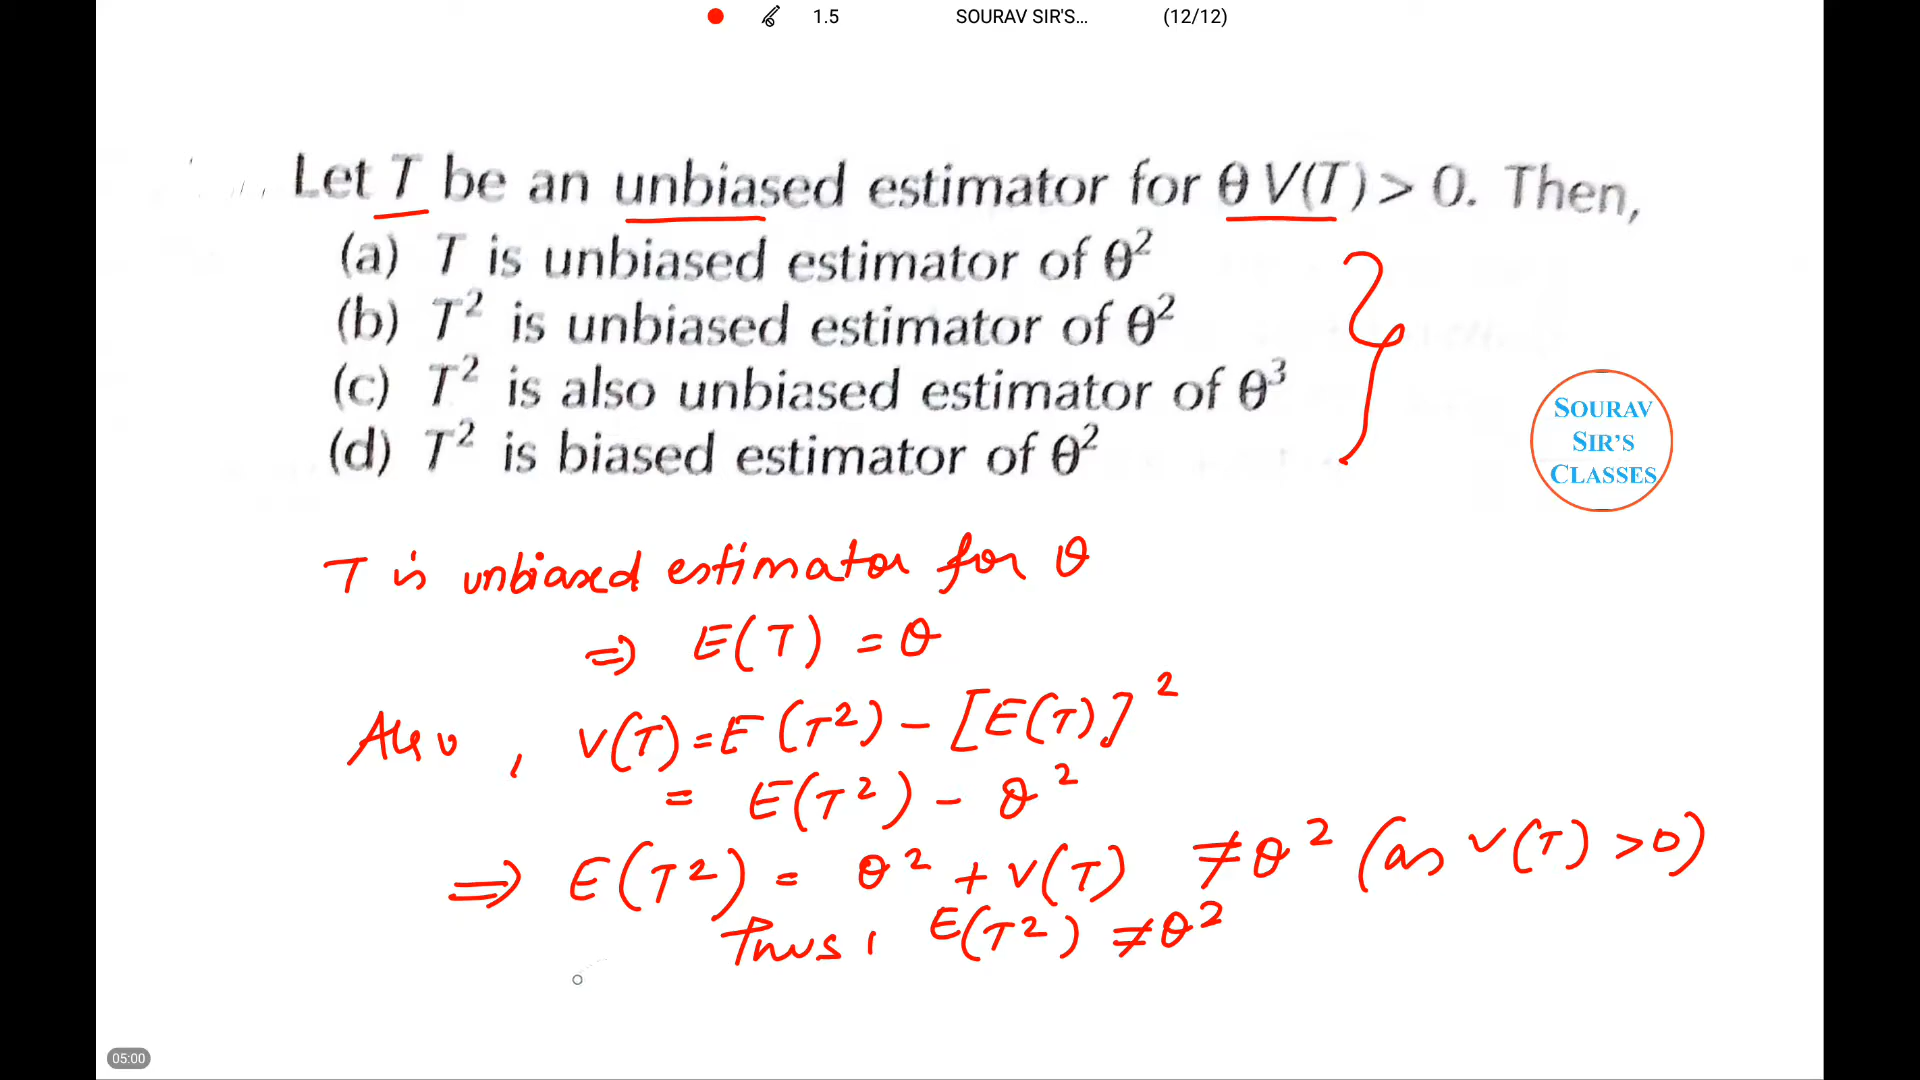 1.5 SOURAV SIR'S... (12/12)
Let T be an unbiased estimator for θ V(T) > 0. Then,
(a) T is unbiased estimator of θ²
(b) T² is unbiased estimator of θ²
(c) T² is also unbiased estimator of θ³
(d) T² is biased estimator of θ²
SOURAV
SIR'S
CLASSES
T is unbiased estimator for θ
⇒ E(T) = θ
Also, V(T) = E(T²) - [E(T)]²
= E(T²) - θ²
⇒ E(T²) = θ² + V(T) ≠ θ² (as V(T) > 0)
Thus, E(T²) ≠ θ²
05:00